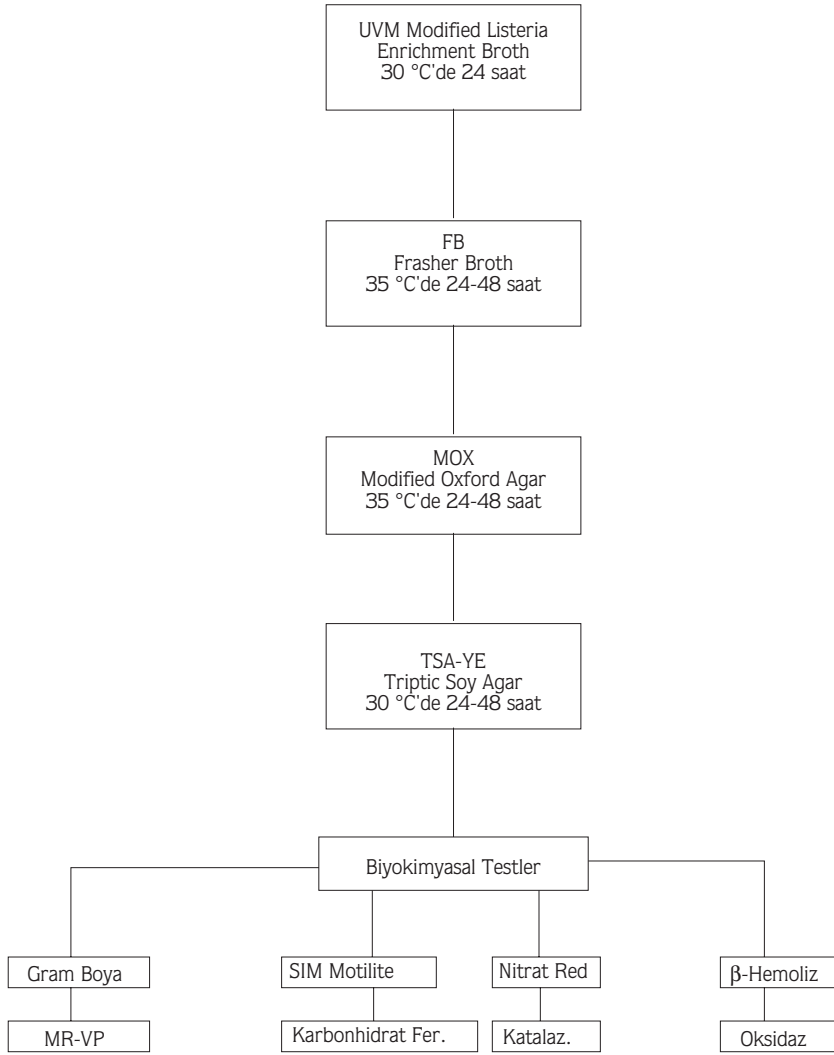 UVM Modified Listeria
Enrichment Broth
30 °C'de 24 saat
FB
Frasher Broth
35 °C'de 24-48 saat
MOX
Modified Oxford Agar
35 °C'de 24-48 saat
TSA-YE
Triptic Soy Agar
30 °C'de 24-48 saat
Biyokimyasal Testler
Gram Boya
SIM Motilite
Nitrat Red
β-Hemoliz
MR-VP
Karbonhidrat Fer.
Katalaz.
Oksidaz